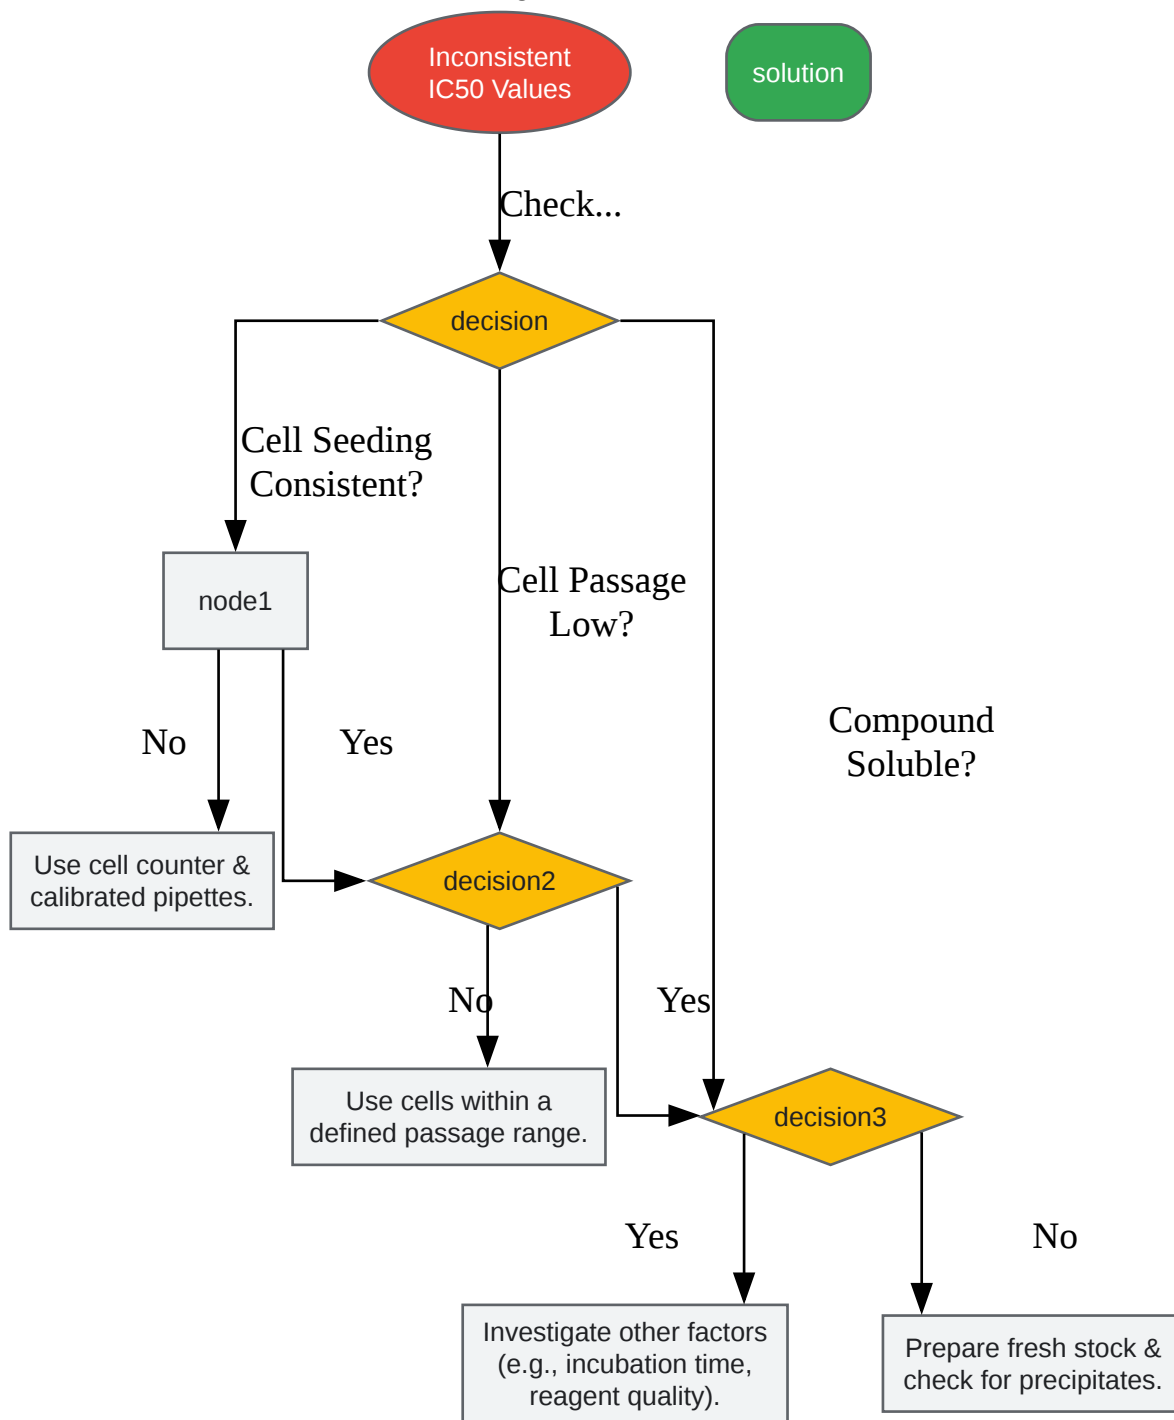 Inconsistent
IC50 Values
solution
Check...
decision
Cell Seeding
Consistent?
Cell Passage
Low?
node1
Compound
Soluble?
No
Yes
Use cell counter &
calibrated pipettes.
decision2
No
Yes
Use cells within a
defined passage range.
decision3
Yes
No
Investigate other factors
(e.g., incubation time,
reagent quality).
Prepare fresh stock &
check for precipitates.